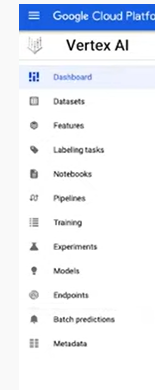 Google Cloud Platfo
Vertex AI
Dashboard
Datasets
Features
Labeling tasks
Notebooks
Pipelines
Training
Experiments
Models
Endpoints
Batch predictions
Metadata